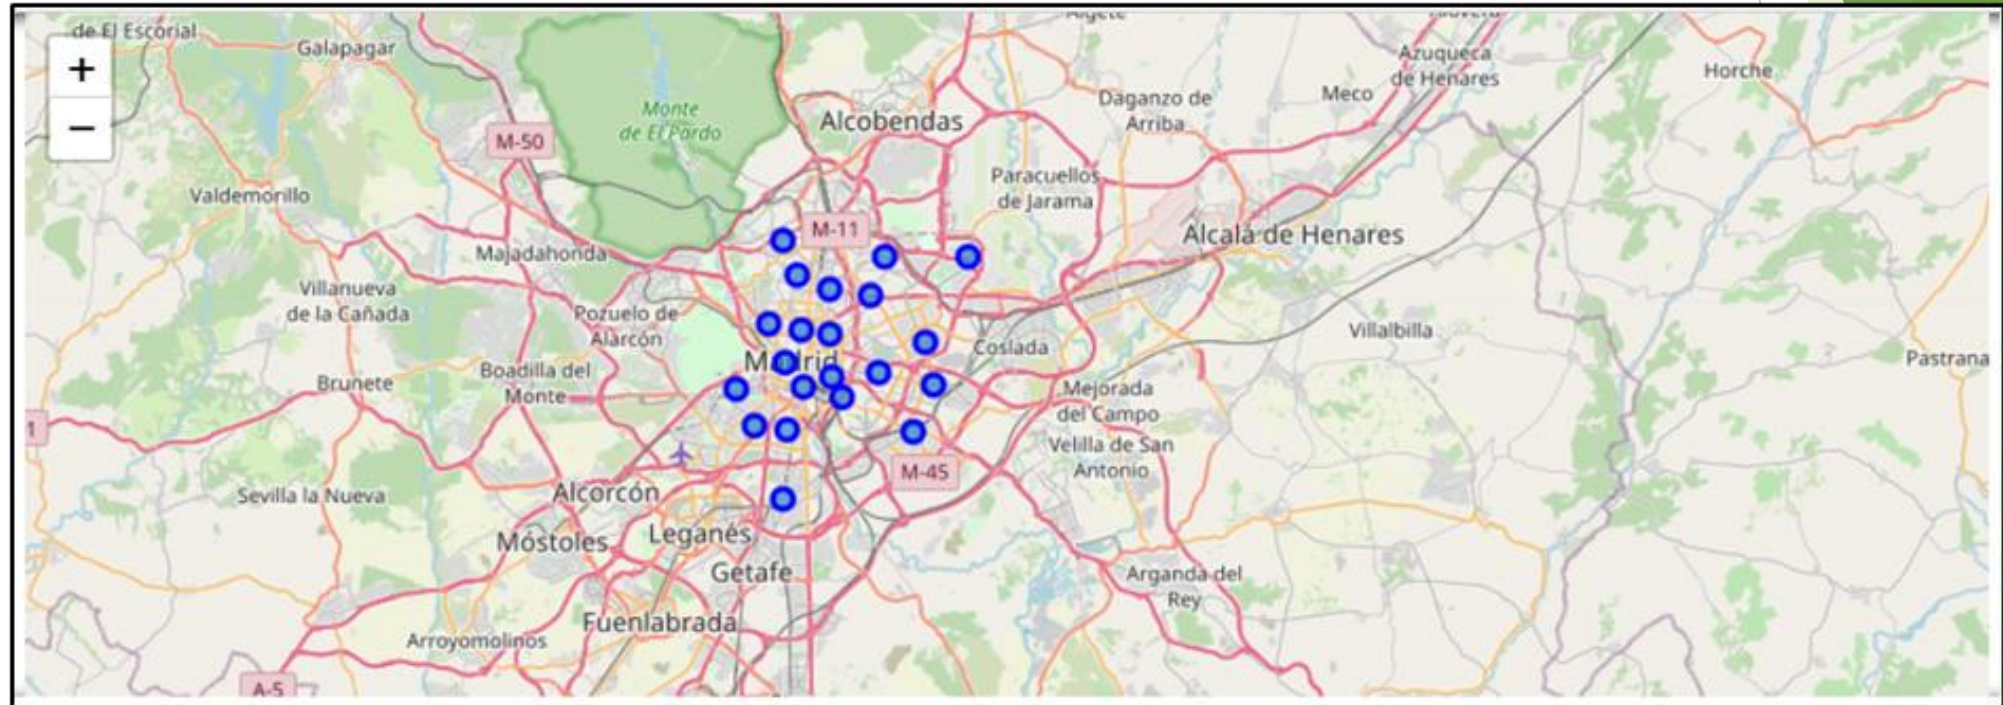 de El Escorial
Galapagar
+
−
M-50
Monte
de El Pardo
Alcobendas
Daganzo de
Arriba
Meco
Azuqueca
de Henares
Horche
Valdemorillo
Paracuellos
de Jarama
M-11
Alcalá de Henares
Majadahonda
Villanueva
de la Cañada
Pozuelo de
Alarcón
Villalbilla
Coslada
Madrid
Pastrana
Brunete
Boadilla del
Monte
Mejorada
del Campo
1
Velilla de San
Antonio
M-45
Sevilla la Nueva
Alcorcón
Móstoles
Leganés
Getafe
Arganda del
Rey
Fuenlabrada
Arroyomolinos
A-5